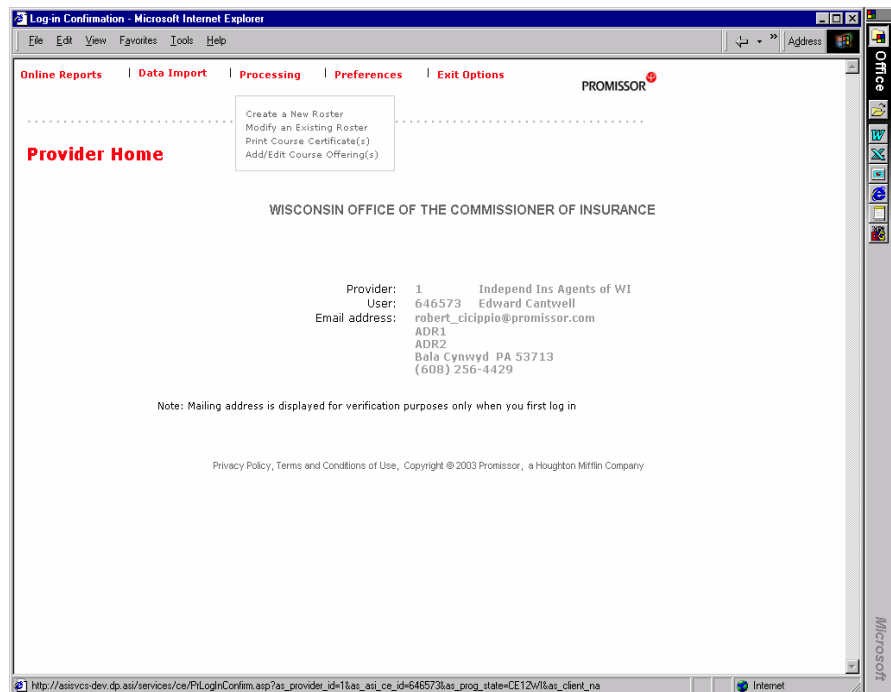 Log-in Confirmation - Microsoft Internet Explorer
File Edit View Favorites Tools Help
» Address
Online Reports | Data Import | Processing | Preferences | Exit Options
PROMISSOR
Create a New Roster
Modify an Existing Roster
Print Course Certificate(s)
Add/Edit Course Offering(s)
Provider Home
WISCONSIN OFFICE OF THE COMMISSIONER OF INSURANCE
Provider: 1 Independ Ins Agents of WI
User: 646573 Edward Cantwell
Email address: robert_cicippio@promissor.com
ADR1
ADR2
Bala Cynwyd PA 53713
(608) 256-4429
Note: Mailing address is displayed for verification purposes only when you first log in
Privacy Policy, Terms and Conditions of Use, Copyright © 2003 Promissor, a Houghton Mifflin Company
http://asisvcs-dev.dp.asi/services/ce/PrLogInConfirm.asp?as_provider_id=1&as_asi_ce_id=646573&as_prog_state=CE12WI&as_client_na
Internet
Office
Microsoft